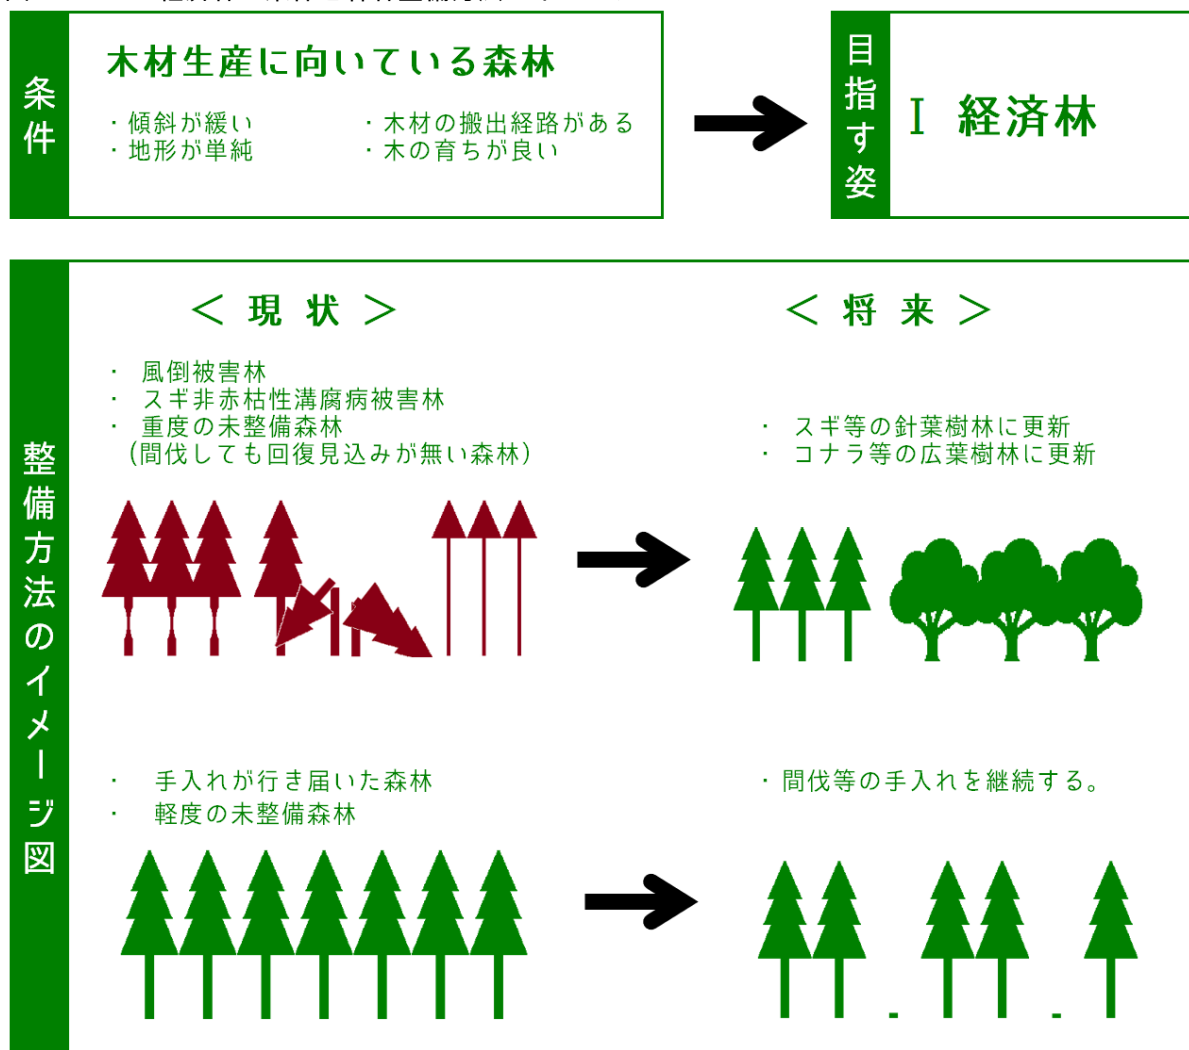 条件
木材生産に向いている森林
・傾斜が緩い
・木材の搬出経路がある
・地形が単純
・木の育ちが良い
目指す姿
Ⅰ 経済林
整備方法のイメージ図
＜ 現 状 ＞
＜ 将 来 ＞
・ 風倒被害林
・ スギ非赤枯性溝腐病被害林
・ 重度の未整備森林
(間伐しても回復見込みが無い森林)
・ スギ等の針葉樹林に更新
・ コナラ等の広葉樹林に更新
・ 手入れが行き届いた森林
・ 軽度の未整備森林
・間伐等の手入れを継続する。